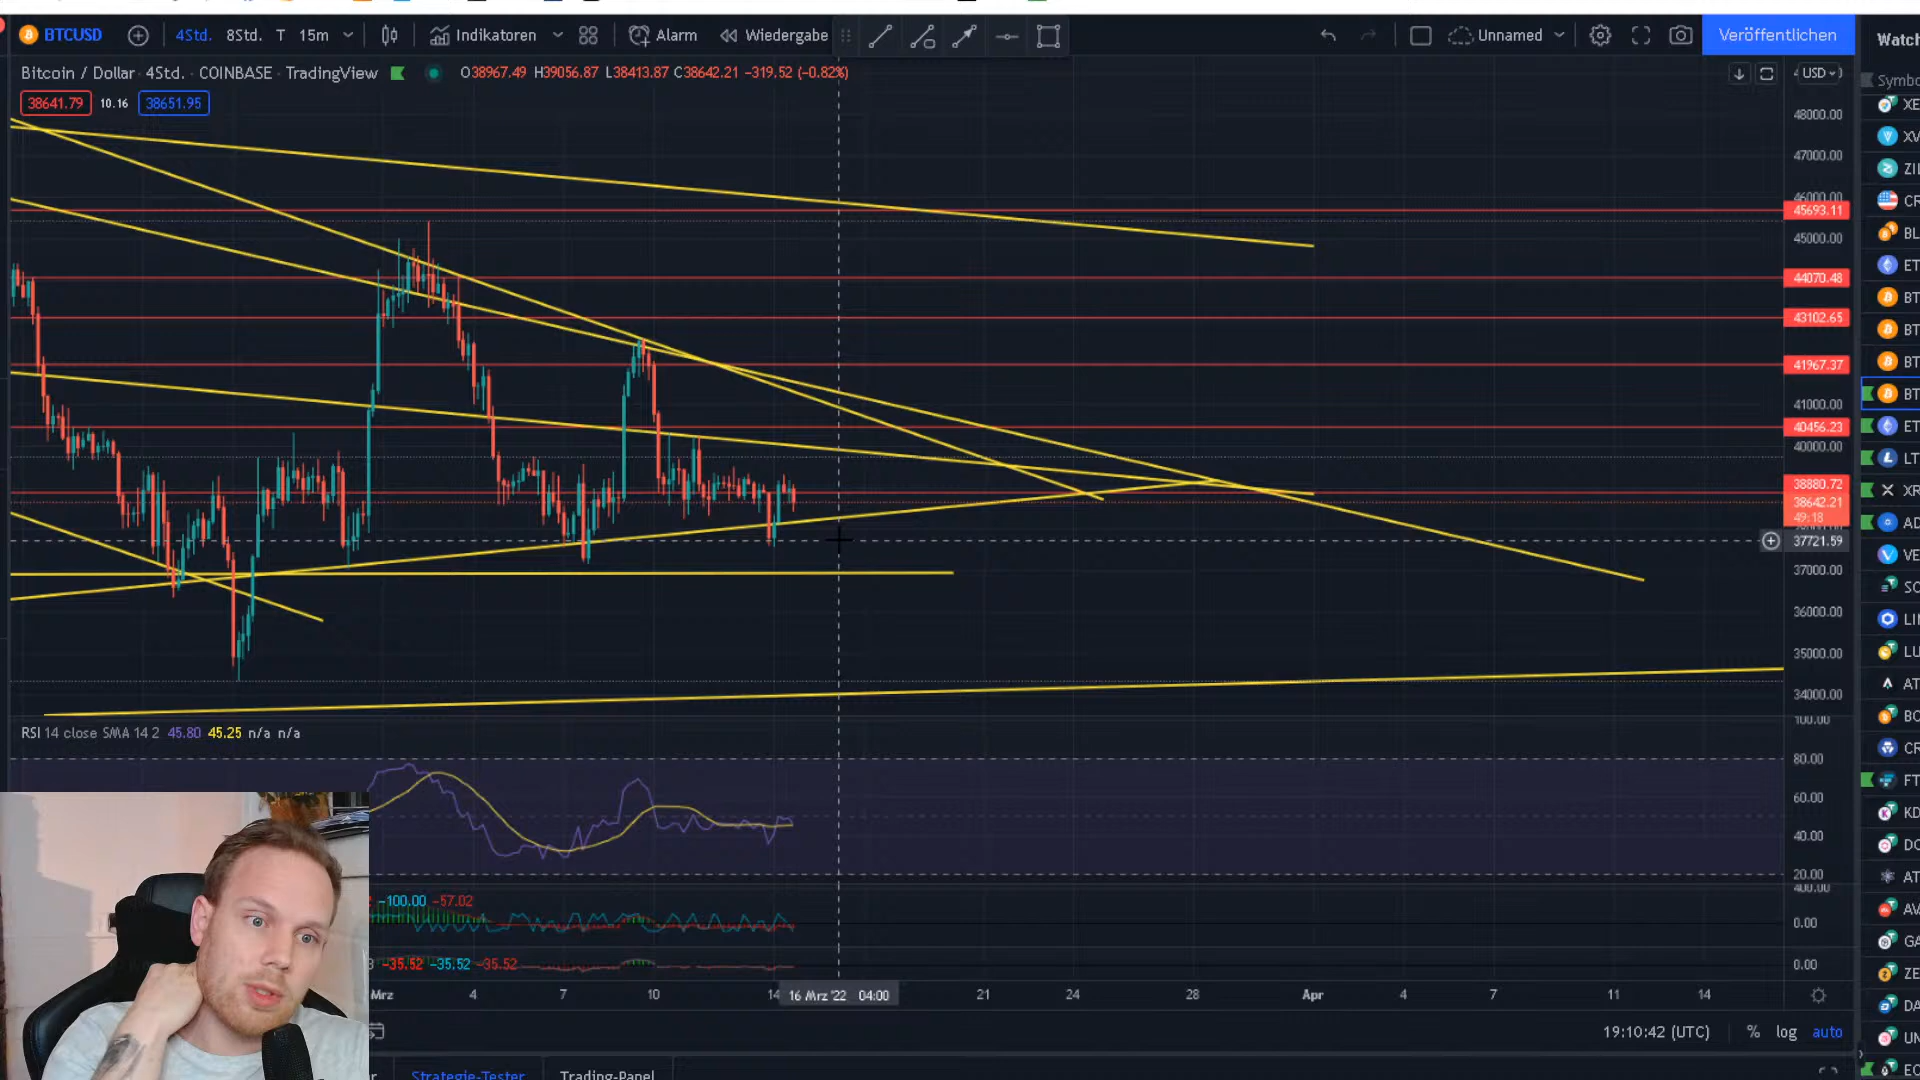 BTCUSD 4Std. 8Std. T 15m Indikatoren Alarm Wiedergabe Unnamed Veröffentlichen Watch
Bitcoin / Dollar · 4Std. · COINBASE · TradingView O38967.49 H39056.87 L38413.87 C38642.21 −319.52 (−0.82%) USD
38641.79 10.16 38651.95
Symbo
48000.00
47000.00
46000.00
45693.11
45000.00
44070.48
43102.65
41967.37
41000.00
40456.23
40000.00
38880.72
38642.21
49:18
37721.59
37000.00
36000.00
35000.00
34000.00
XE
XV
ZIL
CR
BL
ET
BT
BT
BT
BT
ET
LT
XR
AD
VE
SO
LI
LU
AT
BO
CR
FT
KD
DO
AT
AV
GA
ZE
DA
UN
EO
RSI 14 close SMA 14 2 45.80 45.25 n/a n/a
100.00
80.00
60.00
40.00
20.00
400.00
−100.00 −57.02
0.00
−35.52 −35.52 −35.52
0.00
Mrz 4 7 10 14 16 Mrz '22 04:00 21 24 28 Apr 4 7 11 14
19:10:42 (UTC) % log auto
Strategie-Tester Trading-Panel